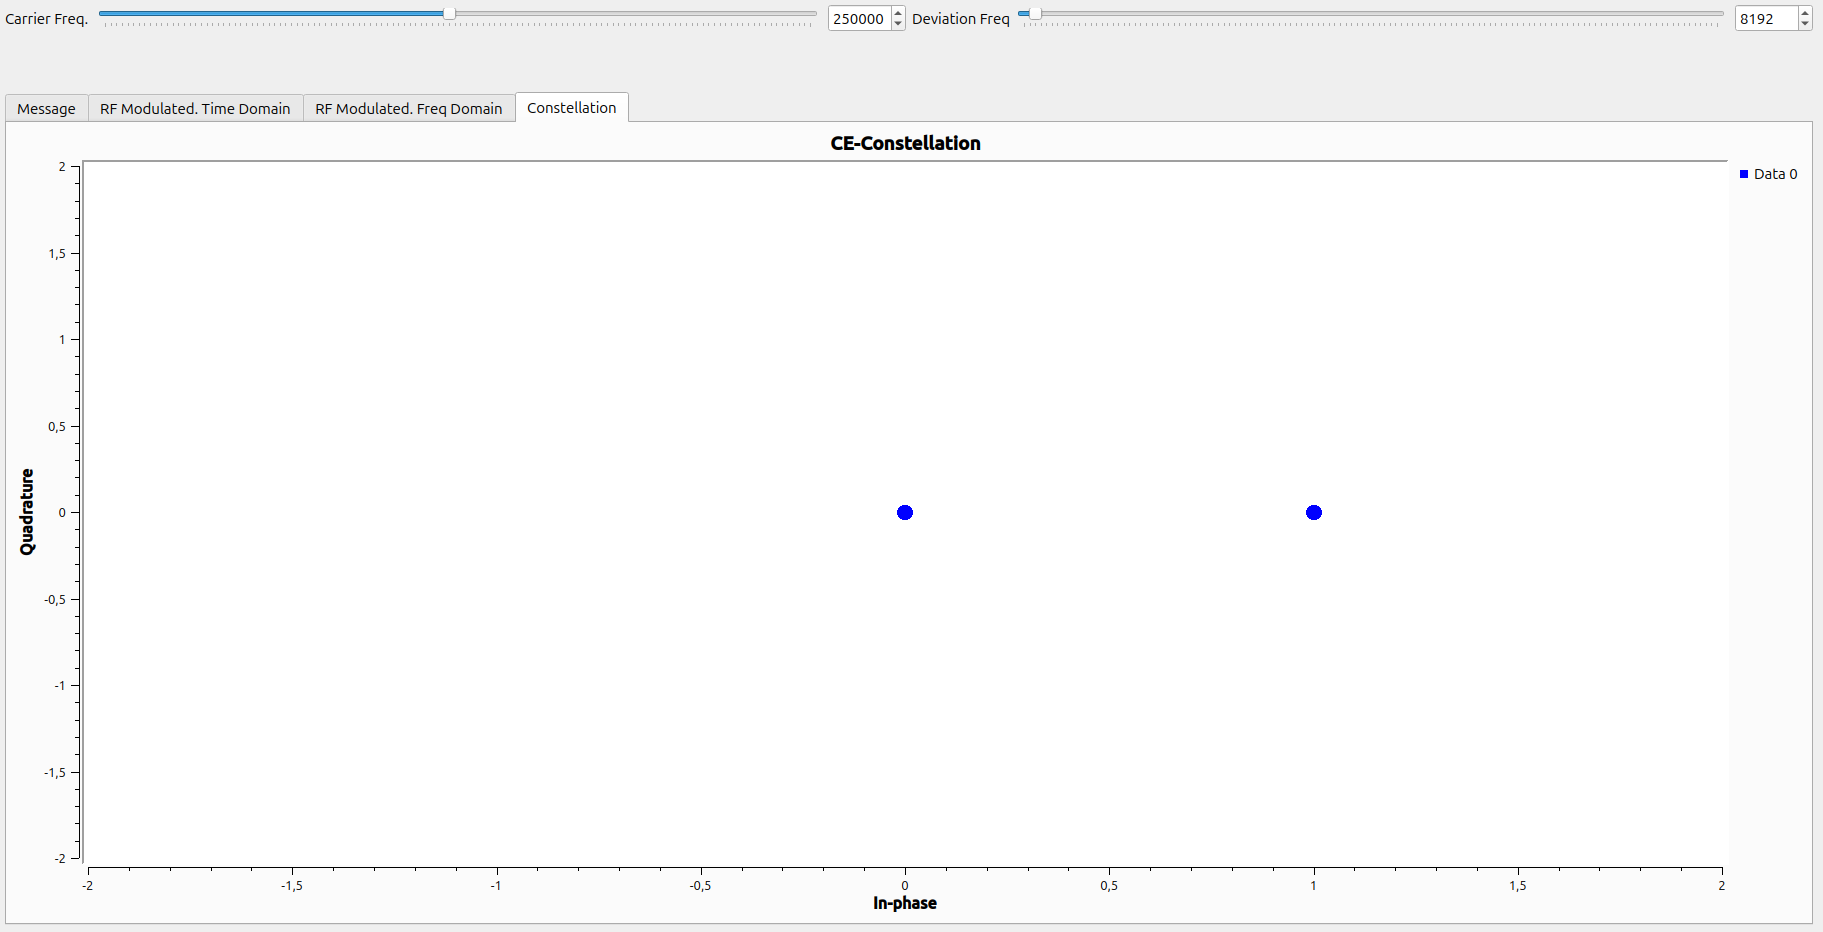 Carrier Freq. 250000 Deviation Freq 8192
Message RF Modulated. Time Domain RF Modulated. Freq Domain Constellation
CE-Constellation
Data 0
Quadrature
2
1,5
1
0,5
0
-0,5
-1
-1,5
-2
-2 -1,5 -1 -0,5 0 0,5 1 1,5 2
In-phase